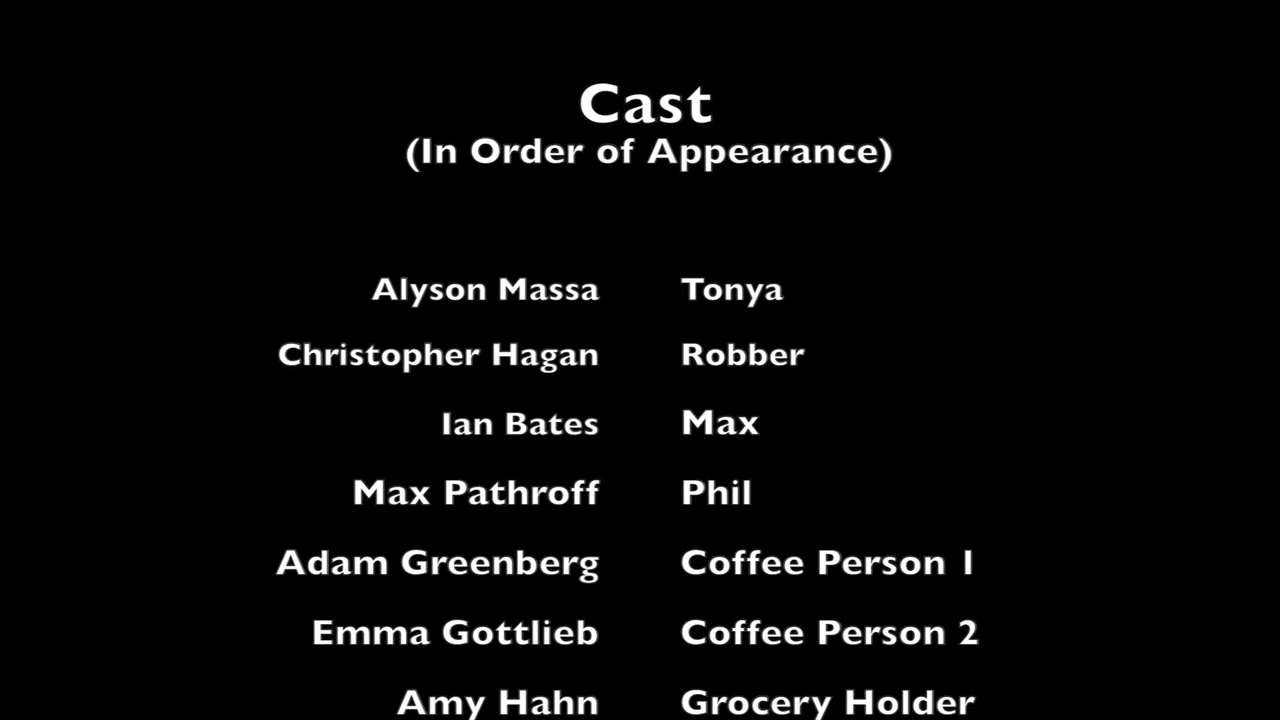 Cast
(In Order of Appearance)
Alyson Massa Tonya
Christopher Hagan Robber
Ian Bates Max
Max Pathroff Phil
Adam Greenberg Coffee Person 1
Emma Gottlieb Coffee Person 2
Amy Hahn Grocery Holder